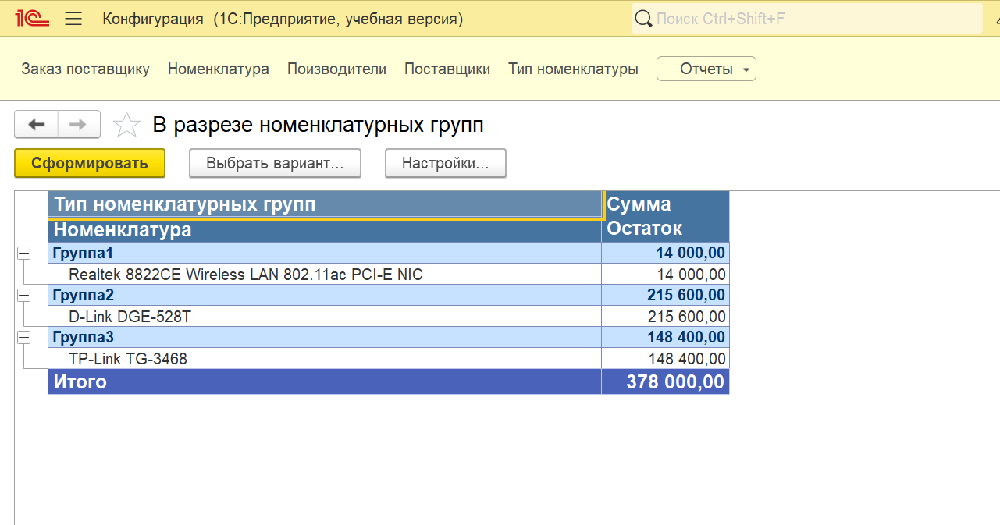 1С Конфигурация (1С:Предприятие, учебная версия) Поиск Ctrl+Shift+F
Заказ поставщику Номенклатура Поизводители Поставщики Тип номенклатуры Отчеты
В разрезе номенклатурных групп
Сформировать Выбрать вариант... Настройки...
Тип номенклатурных групп Сумма
Номенклатура Остаток
Группа1 14 000,00
Realtek 8822CE Wireless LAN 802.11ac PCI-E NIC 14 000,00
Группа2 215 600,00
D-Link DGE-528T 215 600,00
Группа3 148 400,00
TP-Link TG-3468 148 400,00
Итого 378 000,00